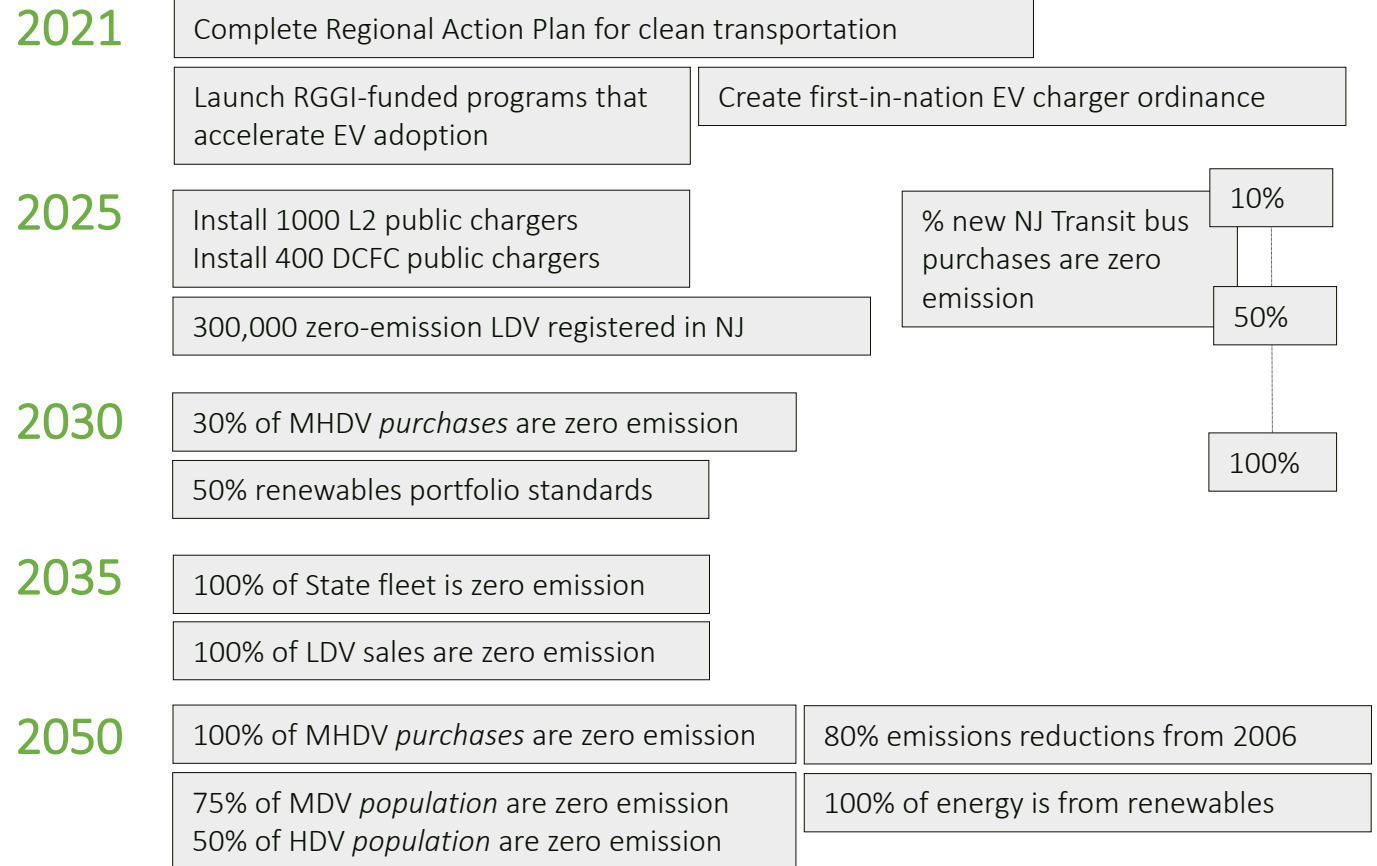 2021
Complete Regional Action Plan for clean transportation
Launch RGGI-funded programs that
accelerate EV adoption
Create first-in-nation EV charger ordinance
2025
Install 1000 L2 public chargers
Install 400 DCFC public chargers
300,000 zero-emission LDV registered in NJ
% new NJ Transit bus
purchases are zero
emission
10%
50%
100%
2030
30% of MHDV purchases are zero emission
50% renewables portfolio standards
2035
100% of State fleet is zero emission
100% of LDV sales are zero emission
2050
100% of MHDV purchases are zero emission
80% emissions reductions from 2006
75% of MDV population are zero emission
50% of HDV population are zero emission
100% of energy is from renewables